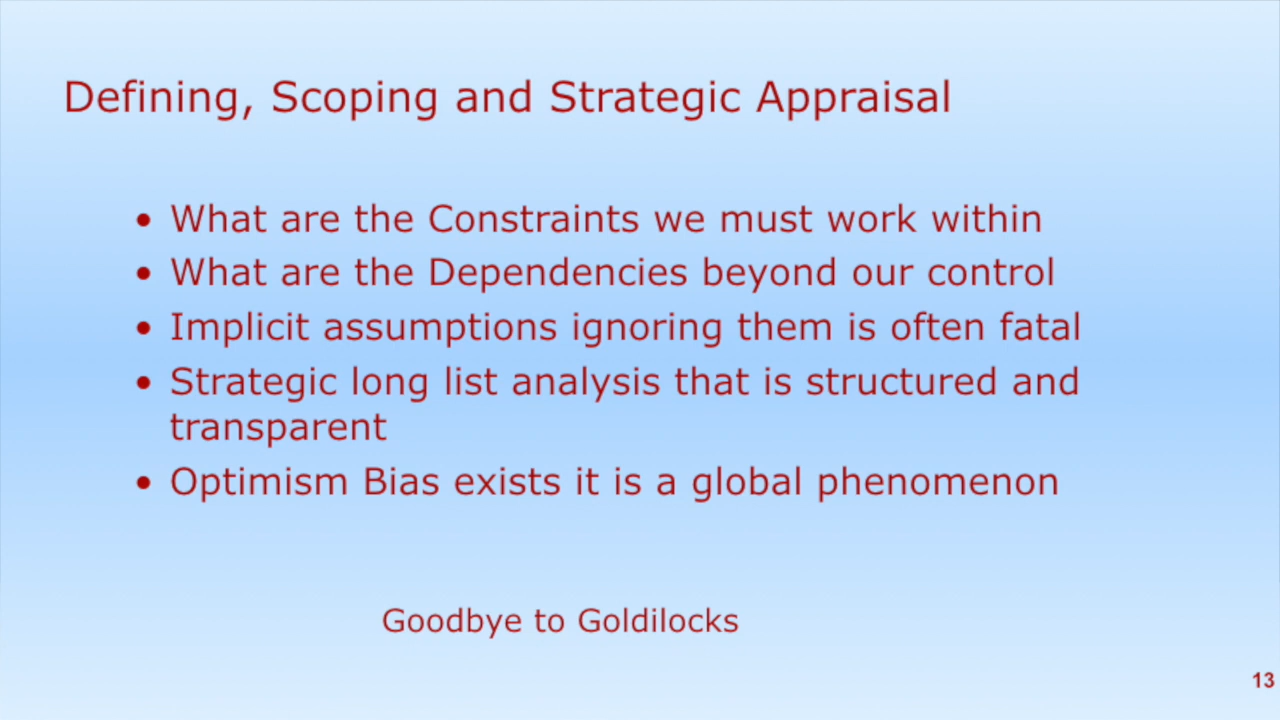 Defining, Scoping and Strategic Appraisal
• What are the Constraints we must work within
• What are the Dependencies beyond our control
• Implicit assumptions ignoring them is often fatal
• Strategic long list analysis that is structured and
transparent
• Optimism Bias exists it is a global phenomenon
Goodbye to Goldilocks
13